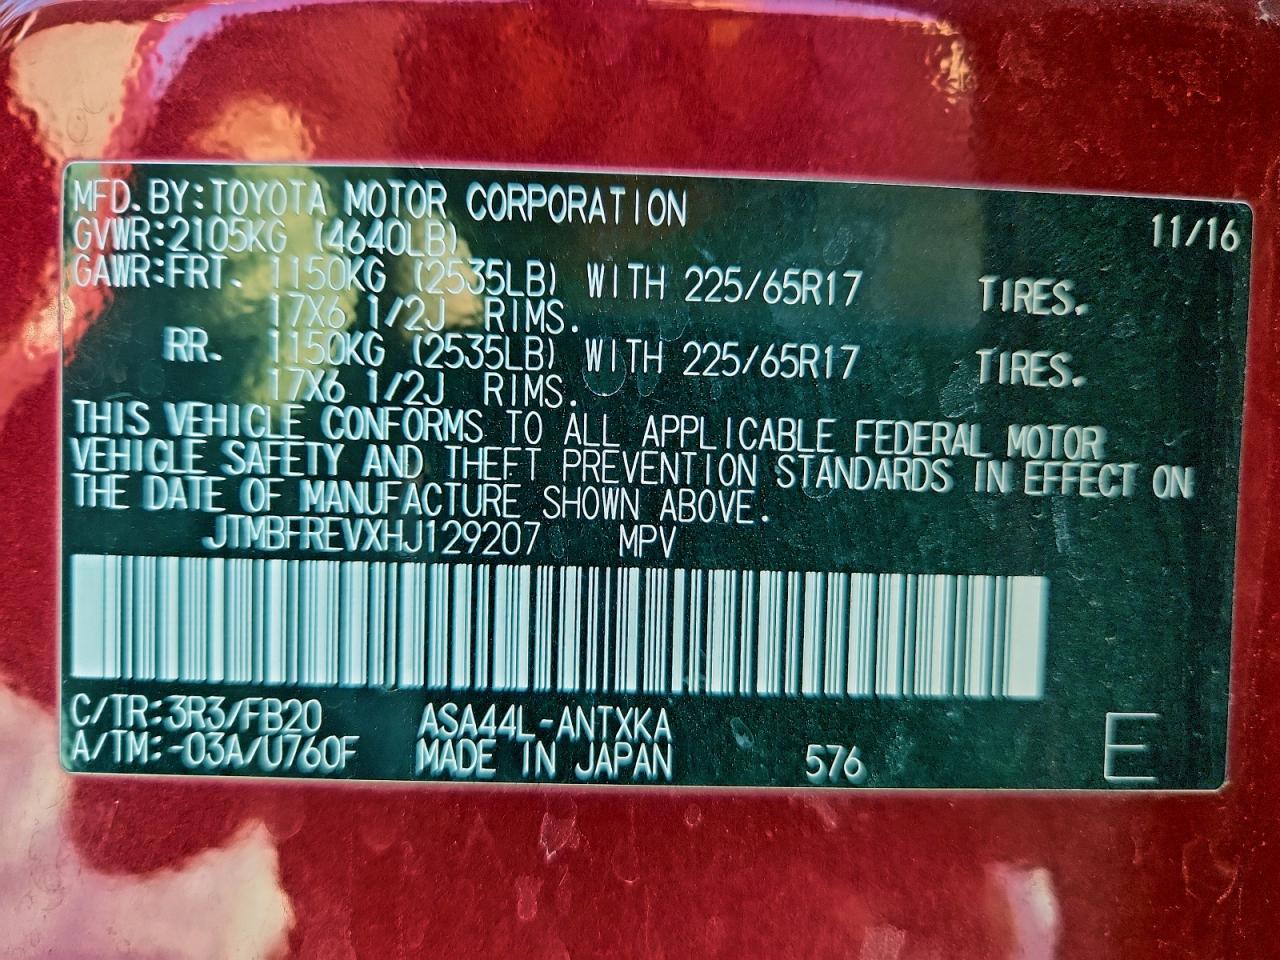 MFD. BY: TOYOTA MOTOR CORPORATION 11/16
GVWR:2105KG (4640LB)
GAWR:FRT. 1150KG (2535LB) WITH 225/65R17 TIRES.
17X6 1/2J RIMS.
RR. 1150KG (2535LB) WITH 225/65R17 TIRES.
17X6 1/2J RIMS.
THIS VEHICLE CONFORMS TO ALL APPLICABLE FEDERAL MOTOR
VEHICLE SAFETY AND THEFT PREVENTION STANDARDS IN EFFECT ON
THE DATE OF MANUFACTURE SHOWN ABOVE.
JTMBFREVXHJ129207 MPV
C/TR:3R3/FB20 ASA44L-ANTXKA
A/TM:-03A/U760F MADE IN JAPAN 576 E